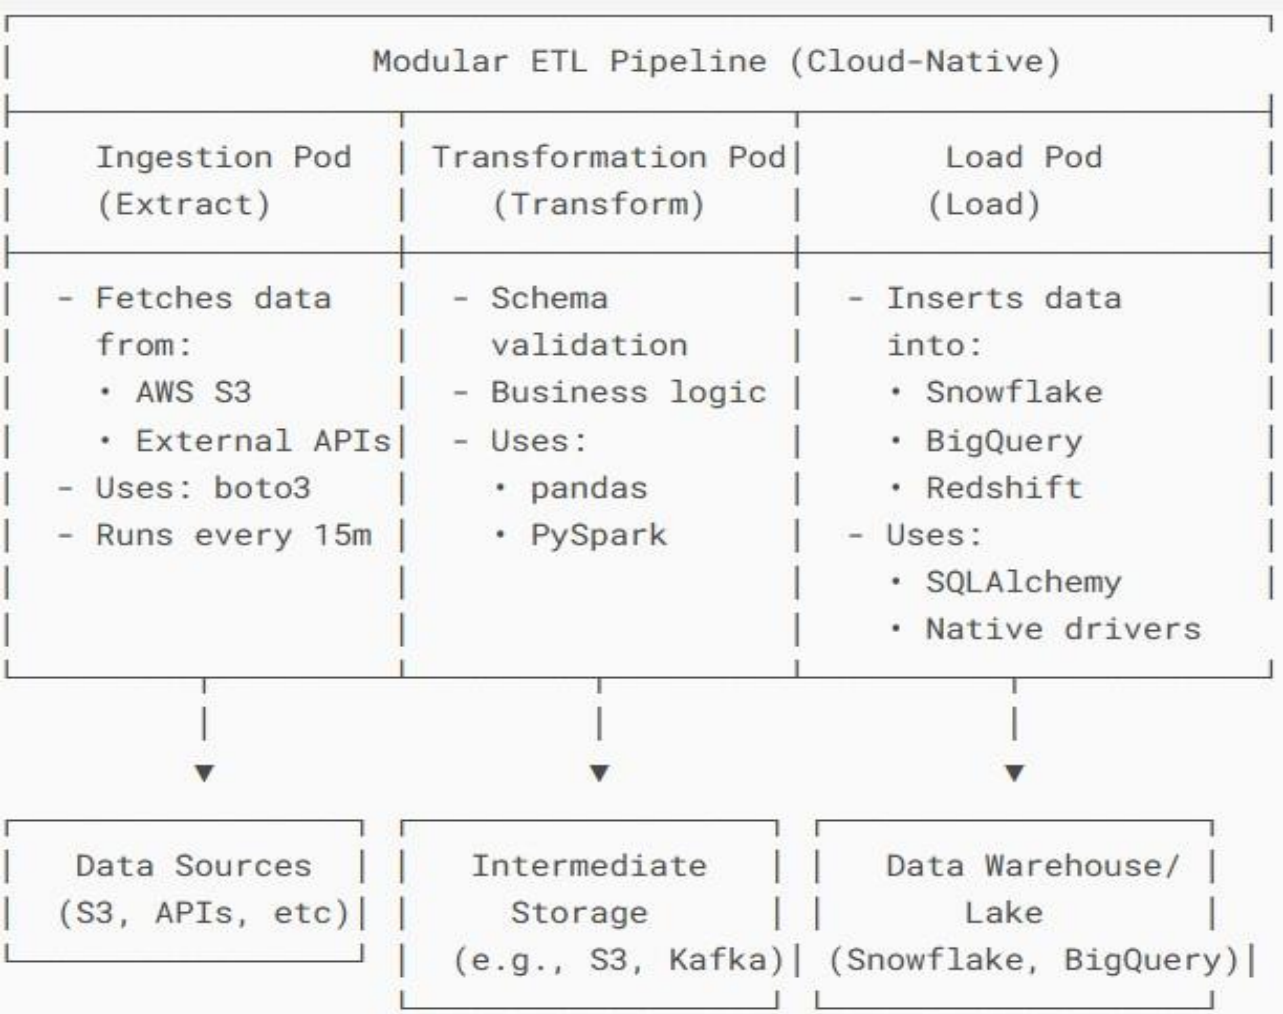 Modular ETL Pipeline (Cloud-Native)
Ingestion Pod
(Extract)
Transformation Pod
(Transform)
Load Pod
(Load)
- Fetches data
from:
• AWS S3
• External APIs
- Uses: boto3
- Runs every 15m
- Schema
validation
- Business logic
- Uses:
• pandas
• PySpark
- Inserts data
into:
• Snowflake
• BigQuery
• Redshift
- Uses:
• SQLAlchemy
• Native drivers
Data Sources
(S3, APIs, etc)
Intermediate
Storage
(e.g., S3, Kafka)
Data Warehouse/
Lake
(Snowflake, BigQuery)